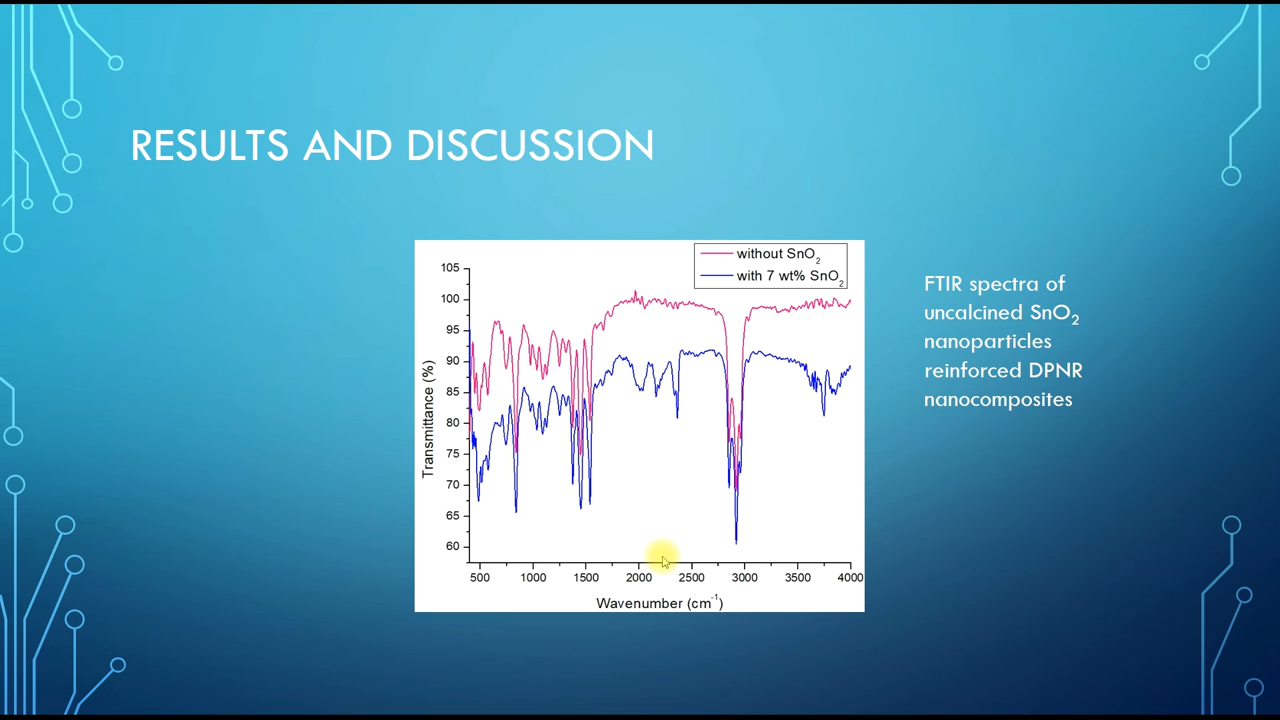 RESULTS AND DISCUSSION
without SnO2
with 7 wt% SnO2
105
100
95
90
85
80
75
70
65
60
Transmittance (%)
500 1000 1500 2000 2500 3000 3500 4000
Wavenumber (cm-1)
FTIR spectra of
uncalcined SnO2
nanoparticles
reinforced DPNR
nanocomposites